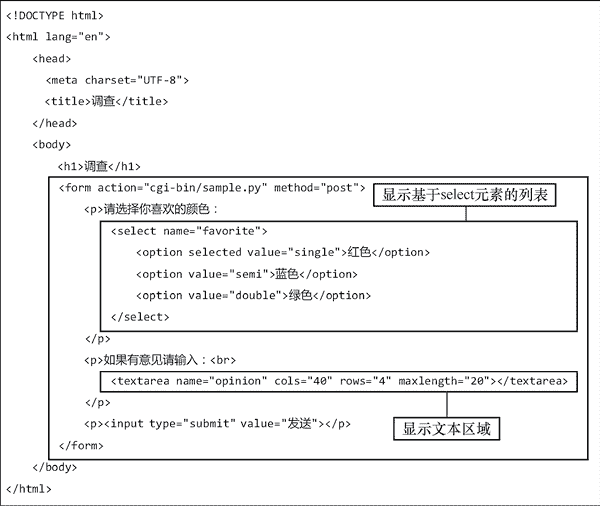 <!DOCTYPE html>
<html lang="en">
<head>
<meta charset="UTF-8">
<title>调查</title>
</head>
<body>
<h1>调查</h1>
<form action="cgi-bin/sample.py" method="post">
显示基于select元素的列表
<p>请选择你喜欢的颜色：
<select name="favorite">
<option selected value="single">红色</option>
<option value="semi">蓝色</option>
<option value="double">绿色</option>
</select>
</p>
<p>如果有意见请输入：<br>
<textarea name="opinion" cols="40" rows="4" maxlength="20"></textarea>
</p>
<p><input type="submit" value="发送"></p>
显示文本区域
</form>
</body>
</html>